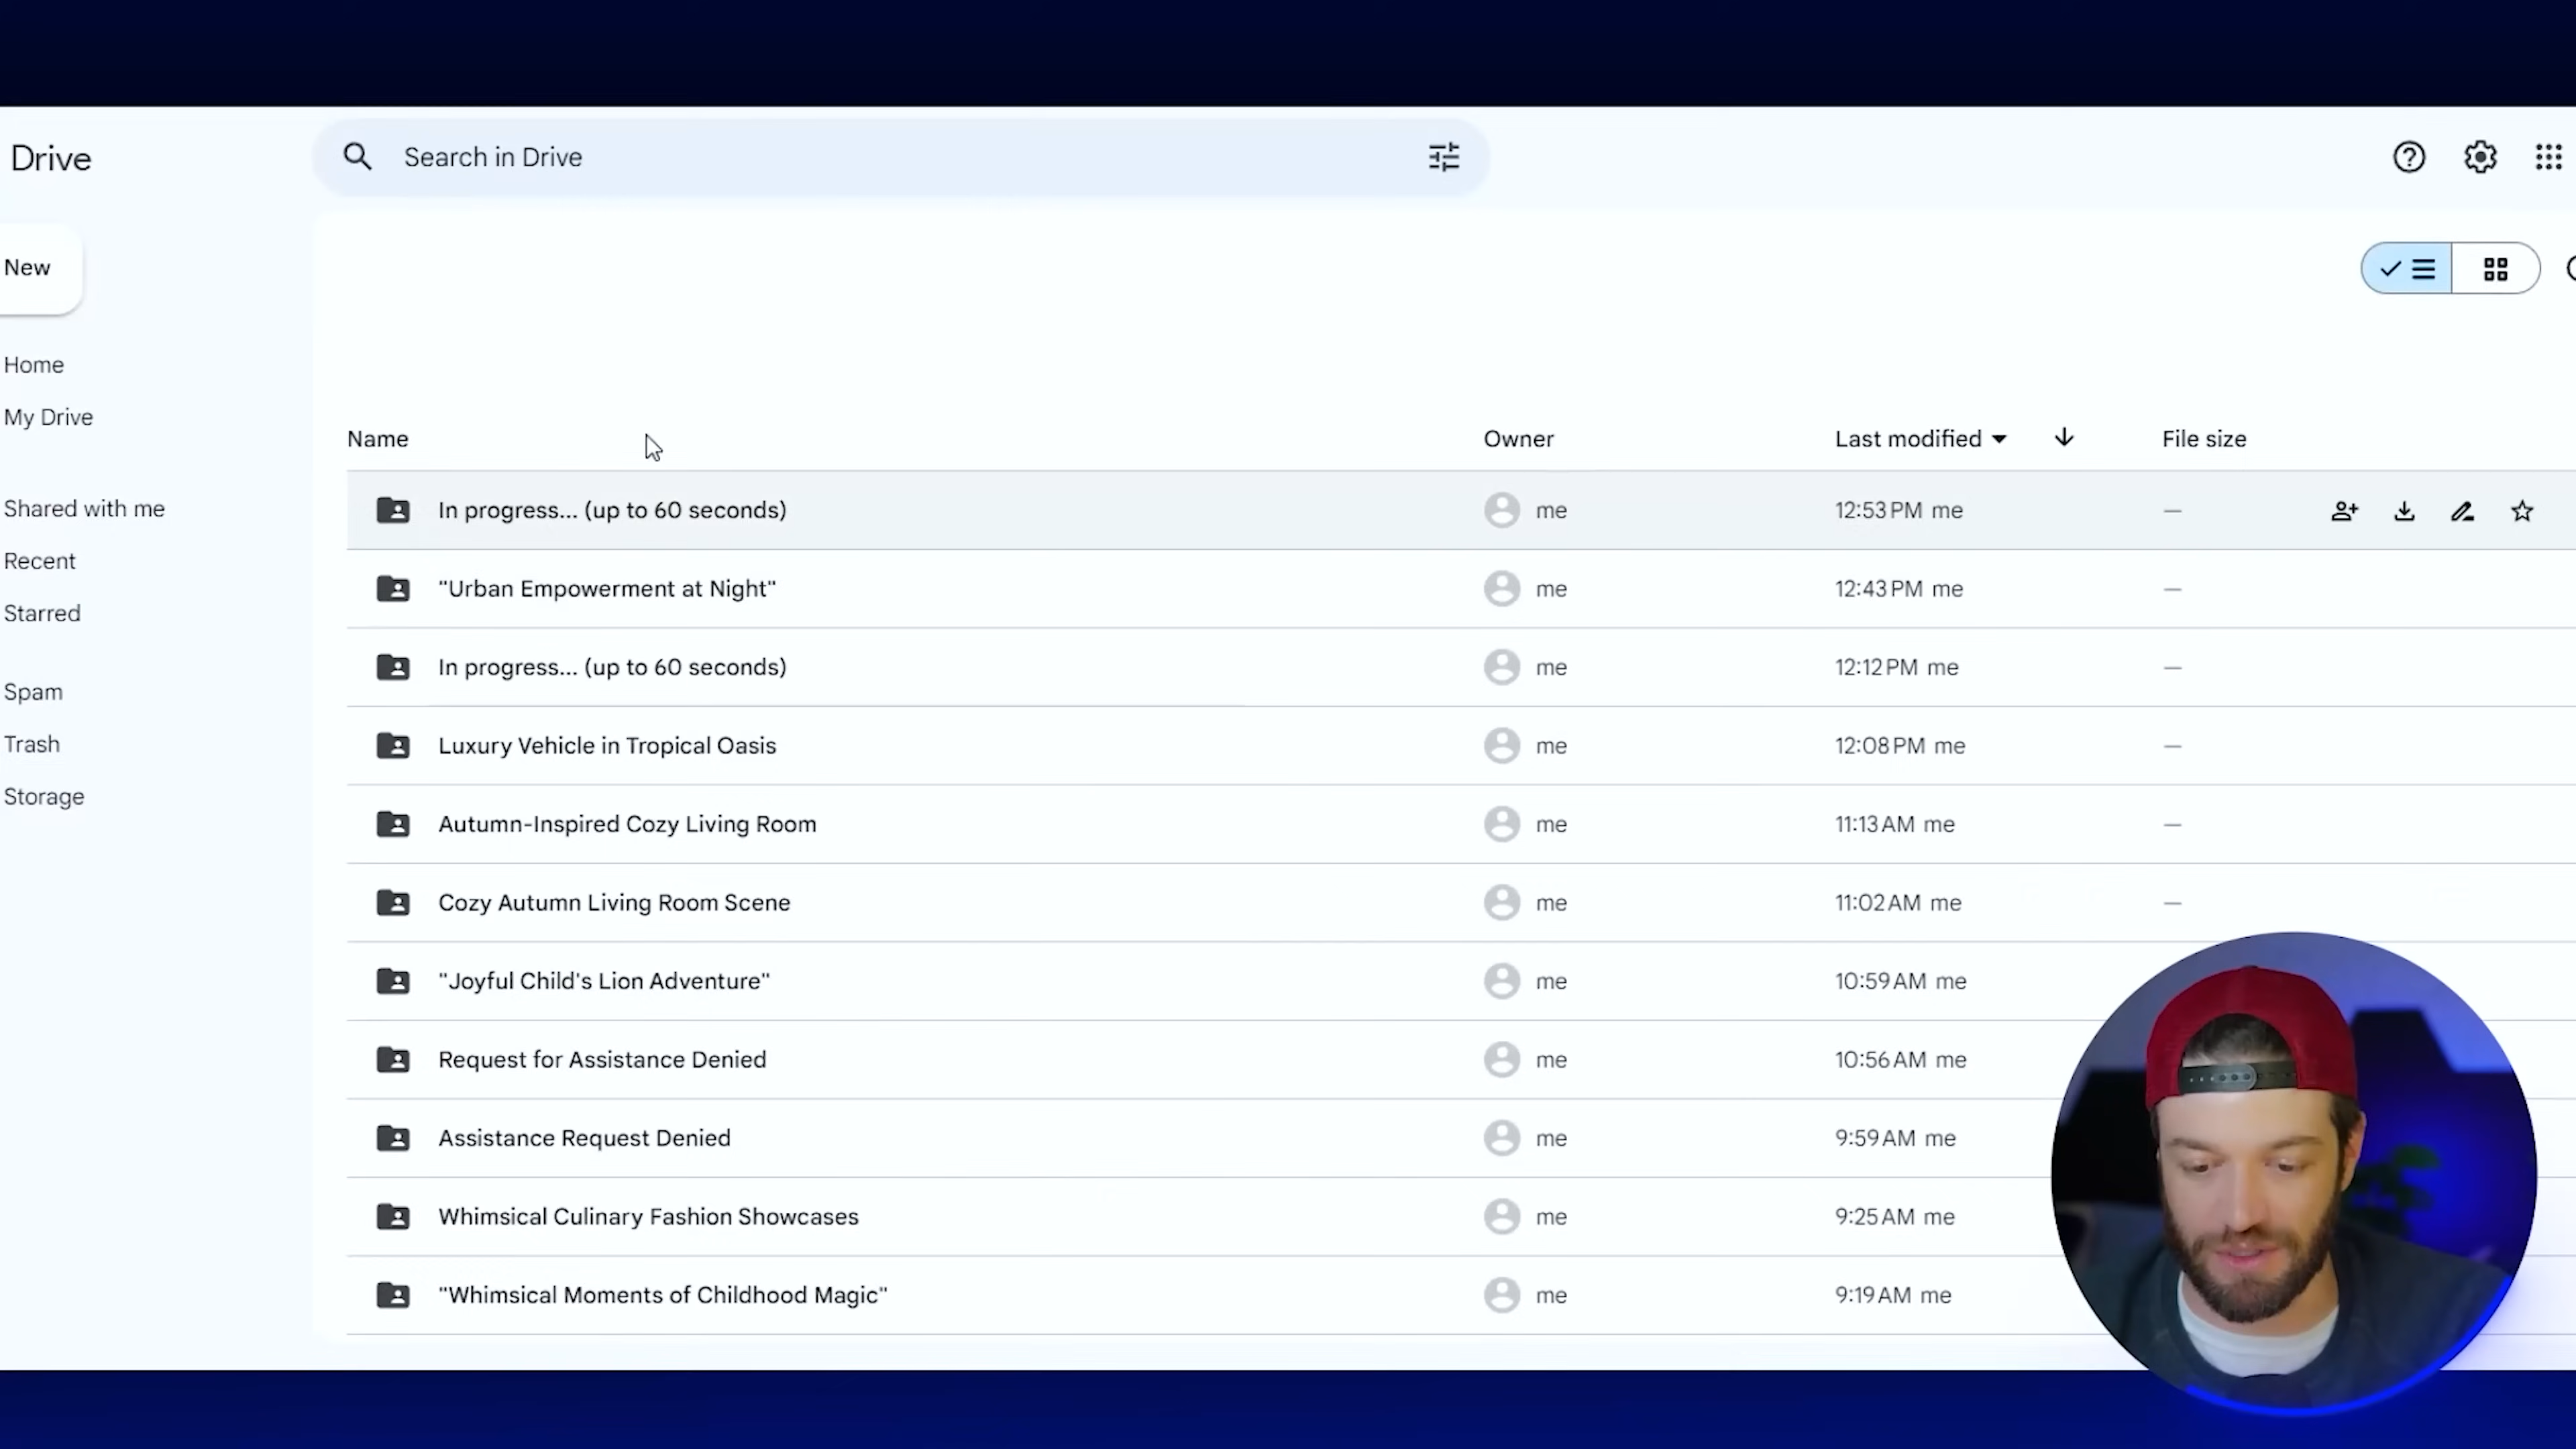 Drive
Search in Drive
New
Home
My Drive
Shared with me
Recent
Starred
Spam
Trash
Storage
Name Owner Last modified File size
In progress... (up to 60 seconds) me 12:53 PM me —
"Urban Empowerment at Night" me 12:43 PM me —
In progress... (up to 60 seconds) me 12:12 PM me —
Luxury Vehicle in Tropical Oasis me 12:08 PM me —
Autumn-Inspired Cozy Living Room me 11:13 AM me —
Cozy Autumn Living Room Scene me 11:02 AM me —
"Joyful Child's Lion Adventure" me 10:59 AM me
Request for Assistance Denied me 10:56 AM me
Assistance Request Denied me 9:59 AM me
Whimsical Culinary Fashion Showcases me 9:25 AM me
"Whimsical Moments of Childhood Magic" me 9:19 AM me